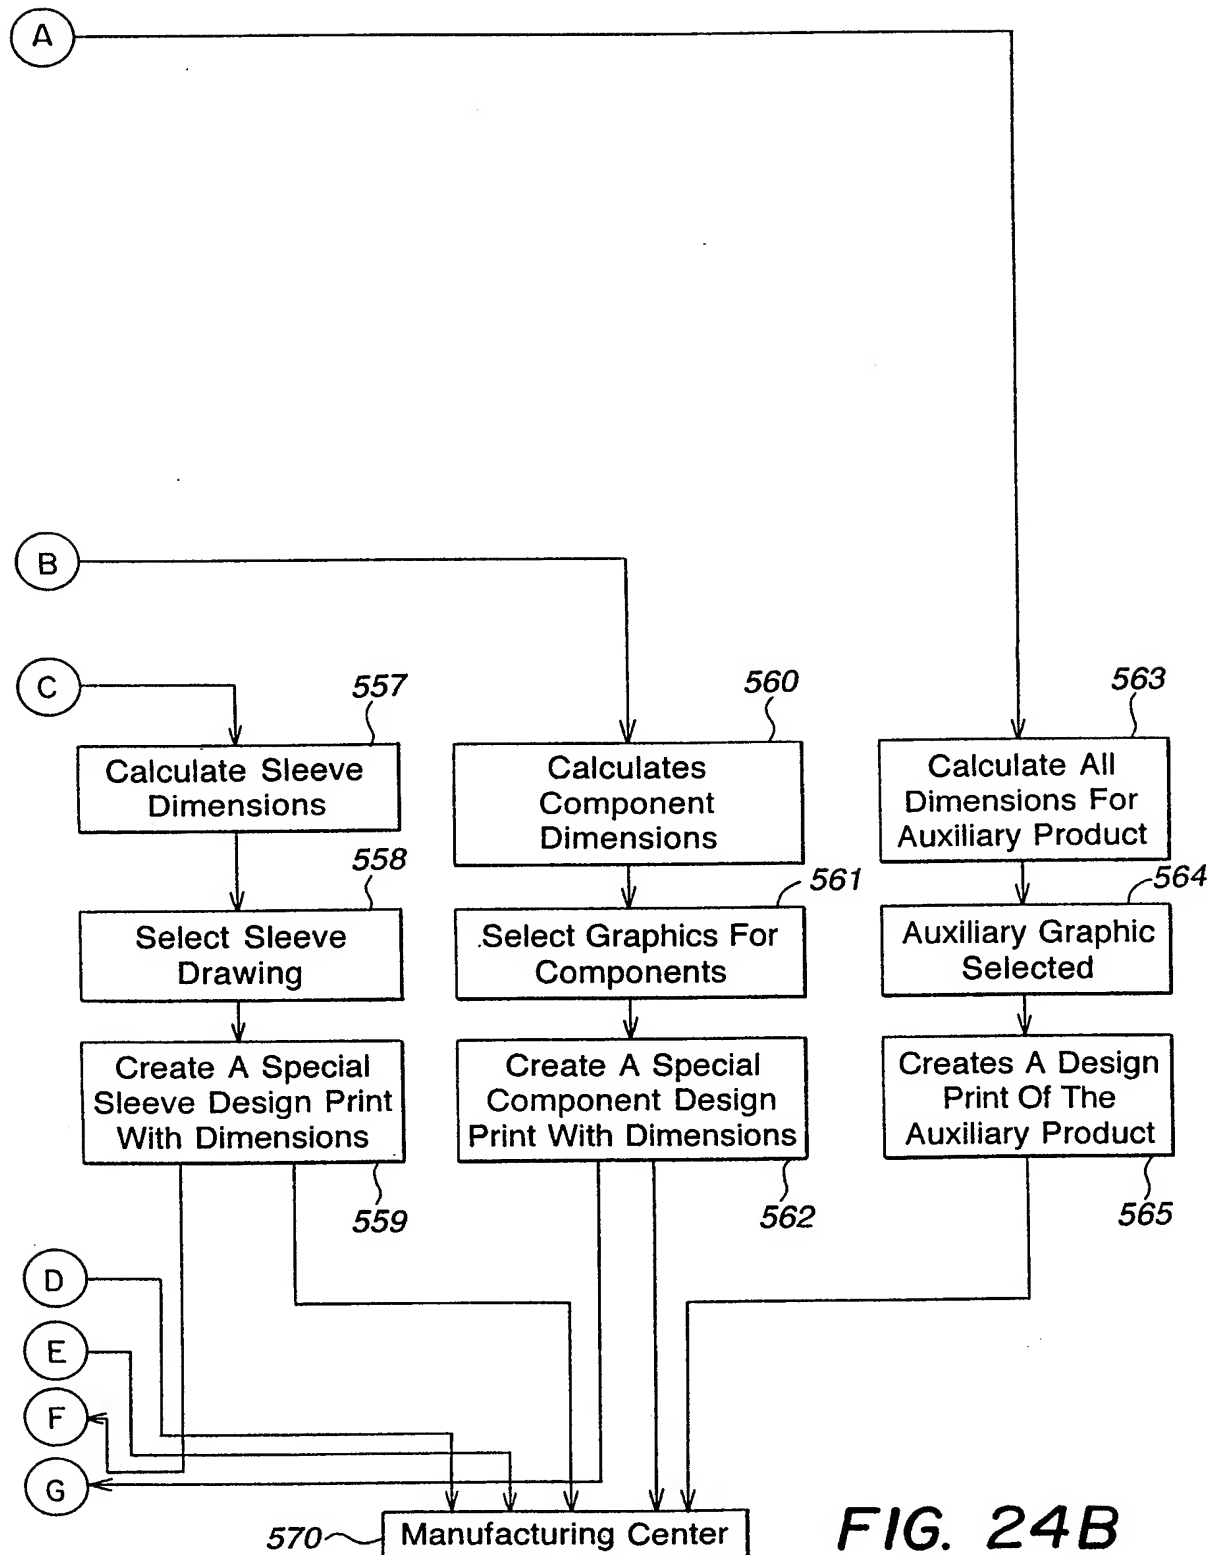 A
B
C
557
Calculate Sleeve
Dimensions
558
Select Sleeve
Drawing
Create A Special
Sleeve Design Print
With Dimensions
559
560
Calculates
Component
Dimensions
561
Select Graphics For
Components
Create A Special
Component Design
Print With Dimensions
562
563
Calculate All
Dimensions For
Auxiliary Product
564
Auxiliary Graphic
Selected
Creates A Design
Print Of The
Auxiliary Product
565
D
E
F
G
570
Manufacturing Center
FIG. 24B